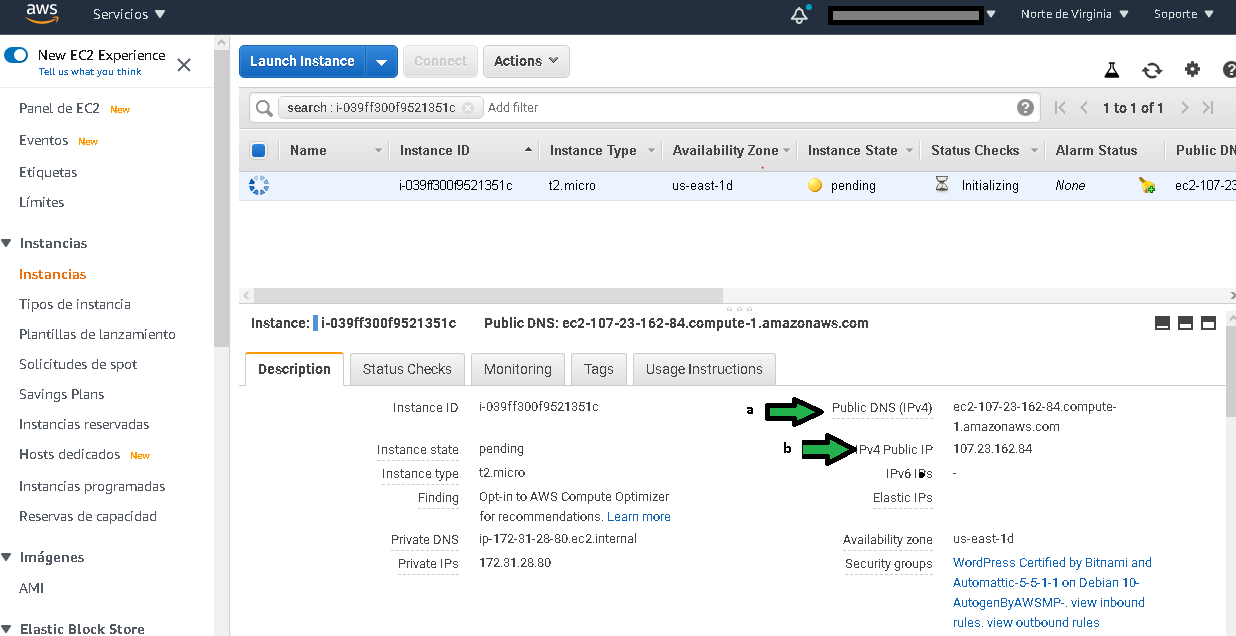 aws
Servicios
Norte de Virginia
Soporte
New EC2 Experience
Tell us what you think
Panel de EC2 New
Eventos New
Etiquetas
Límites
Instancias
Instancias
Tipos de instancia
Plantillas de lanzamiento
Solicitudes de spot
Savings Plans
Instancias reservadas
Hosts dedicados New
Instancias programadas
Reservas de capacidad
Imágenes
AMI
Elastic Block Store
Launch Instance Connect Actions
search : i-039ff300f9521351c Add filter
1 to 1 of 1
Name Instance ID Instance Type Availability Zone Instance State Status Checks Alarm Status Public DN
i-039ff300f9521351c t2.micro us-east-1d pending Initializing None ec2-107-23
Instance: i-039ff300f9521351c Public DNS: ec2-107-23-162-84.compute-1.amazonaws.com
Description Status Checks Monitoring Tags Usage Instructions
Instance ID i-039ff300f9521351c
Instance state pending
Instance type t2.micro
Finding Opt-in to AWS Compute Optimizer
for recommendations. Learn more
Private DNS ip-172-31-28-80.ec2.internal
Private IPs 172.31.28.80
a Public DNS (IPv4) ec2-107-23-162-84.compute-
1.amazonaws.com
b IPv4 Public IP 107.23.162.84
IPv6 IPs -
Elastic IPs
Availability zone us-east-1d
Security groups WordPress Certified by Bitnami and
Automattic-5-5-1-1 on Debian 10-
AutogenByAWSMP-. view inbound
rules. view outbound rules